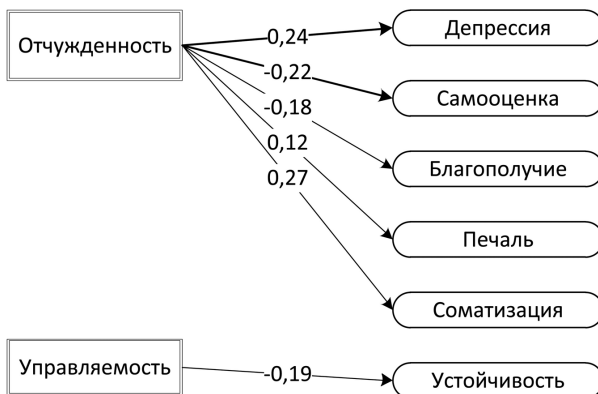 Отчужденность
0,24
Депрессия
-0,22
Самооценка
-0,18
Благополучие
0,12
Печаль
0,27
Соматизация
Управляемость
-0,19
Устойчивость